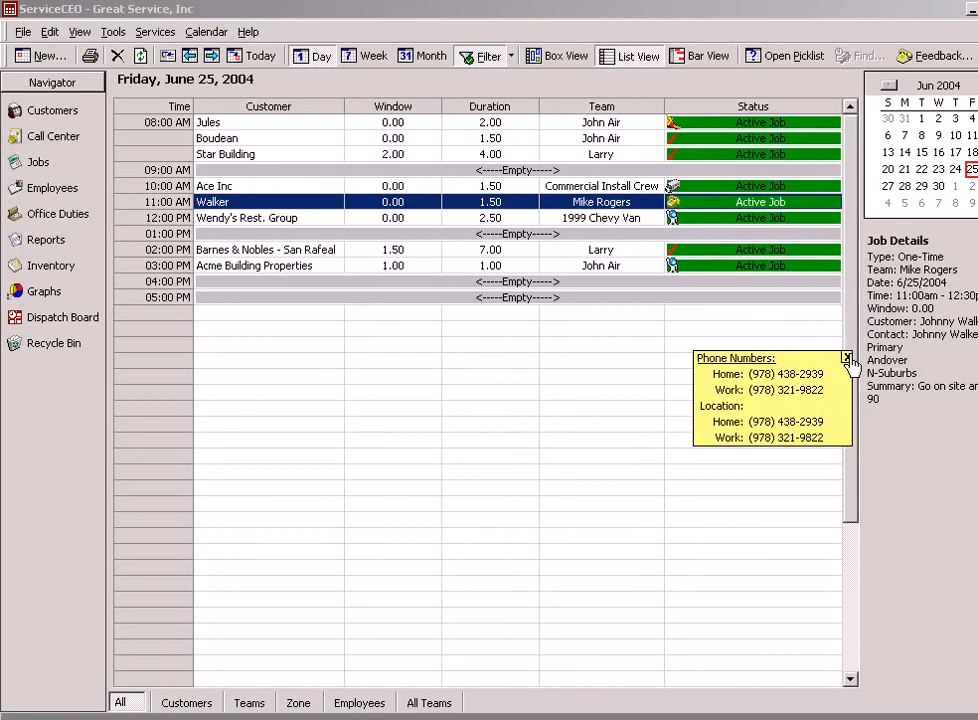 ServiceCEO - Great Service, Inc
File Edit View Tools Services Calendar Help
New... Today Day Week Month Filter Box View List View Bar View Open Picklist Find... Feedback...
Navigator
Customers
Call Center
Jobs
Employees
Office Duties
Reports
Inventory
Graphs
Dispatch Board
Recycle Bin
Friday, June 25, 2004
Time Customer Window Duration Team Status
08:00 AM Jules 0.00 2.00 John Air Active Job
Boudean 0.00 1.50 John Air Active Job
Star Building 2.00 4.00 Larry Active Job
09:00 AM <-----Empty----->
10:00 AM Ace Inc 0.00 1.50 Commercial Install Crew Active Job
11:00 AM Walker 0.00 1.50 Mike Rogers Active Job
12:00 PM Wendy's Rest. Group 0.00 2.50 1999 Chevy Van Active Job
01:00 PM <-----Empty----->
02:00 PM Barnes & Nobles - San Rafeal 1.50 7.00 Larry Active Job
03:00 PM Acme Building Properties 1.00 1.00 John Air Active Job
04:00 PM <-----Empty----->
05:00 PM <-----Empty----->
Phone Numbers: X
Home: (978) 438-2939
Work: (978) 321-9822
Location:
Home: (978) 438-2939
Work: (978) 321-9822
Jun 2004
S M T W T F
30 31 1 2 3 4
6 7 8 9 10 11
13 14 15 16 17 18
20 21 22 23 24 25
27 28 29 30 1 2
4 5 6 7 8 9
Job Details
Type: One-Time
Team: Mike Rogers
Date: 6/25/2004
Time: 11:00am - 12:30p
Window: 0.00
Customer: Johnny Wal
Contact: Johnny Walke
Primary
Andover
N-Suburbs
Summary: Go on site an
90
All Customers Teams Zone Employees All Teams